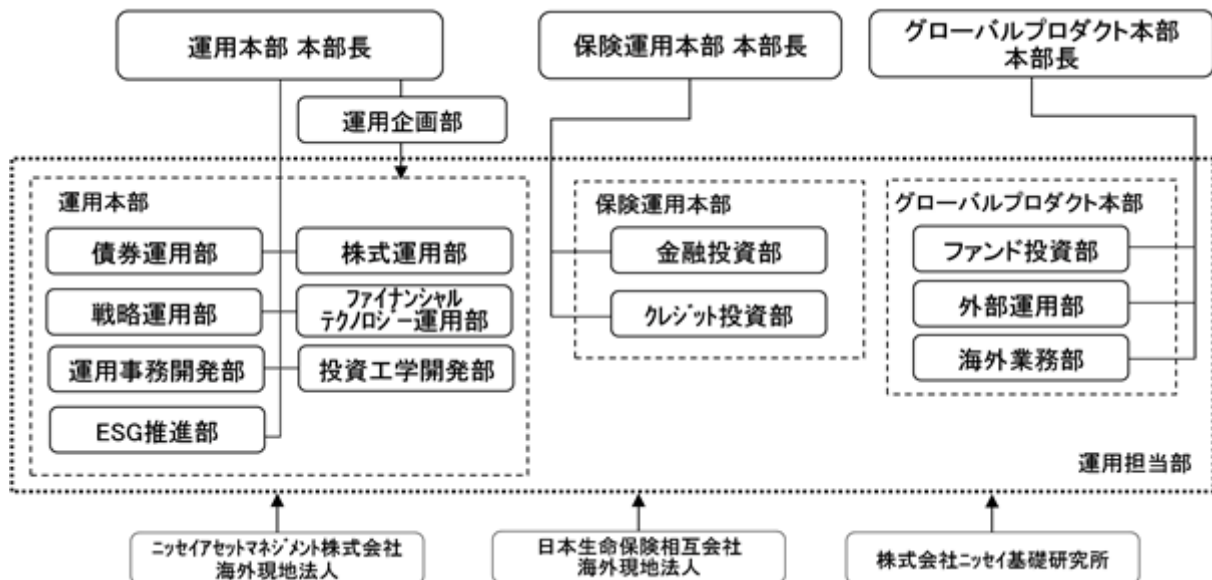 運用本部 本部長
保険運用本部 本部長
グローバルプロダクト本部
本部長
運用企画部
運用本部
債券運用部
株式運用部
戦略運用部
ファイナンシャル
テクノロジー運用部
運用事務開発部
投資工学開発部
ESG推進部
保険運用本部
金融投資部
クレジット投資部
グローバルプロダクト本部
ファンド投資部
外部運用部
海外業務部
運用担当部
ニッセイアセットマネジメント株式会社
海外現地法人
日本生命保険相互会社
海外現地法人
株式会社ニッセイ基礎研究所